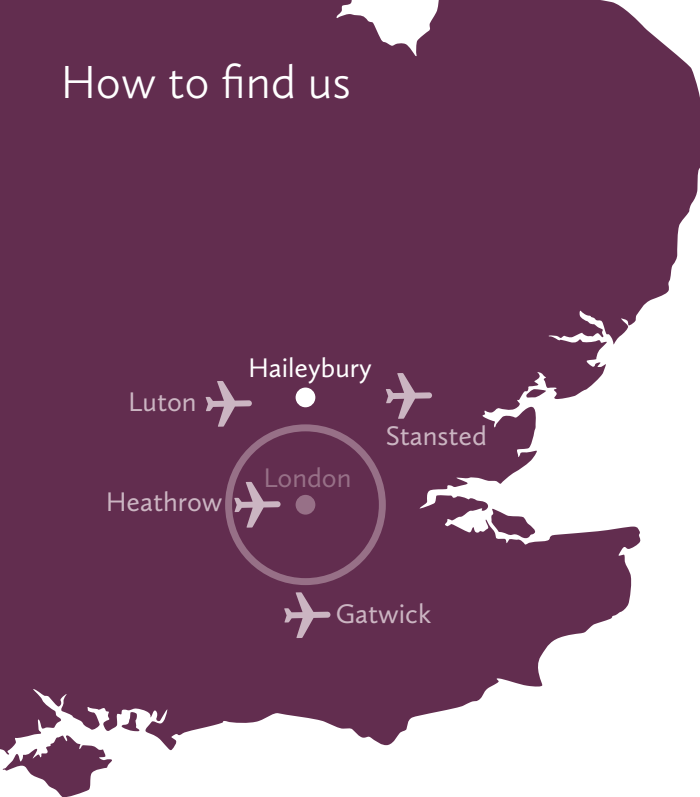 How to find us
Haileybury
Luton
Stansted
London
Heathrow
Gatwick